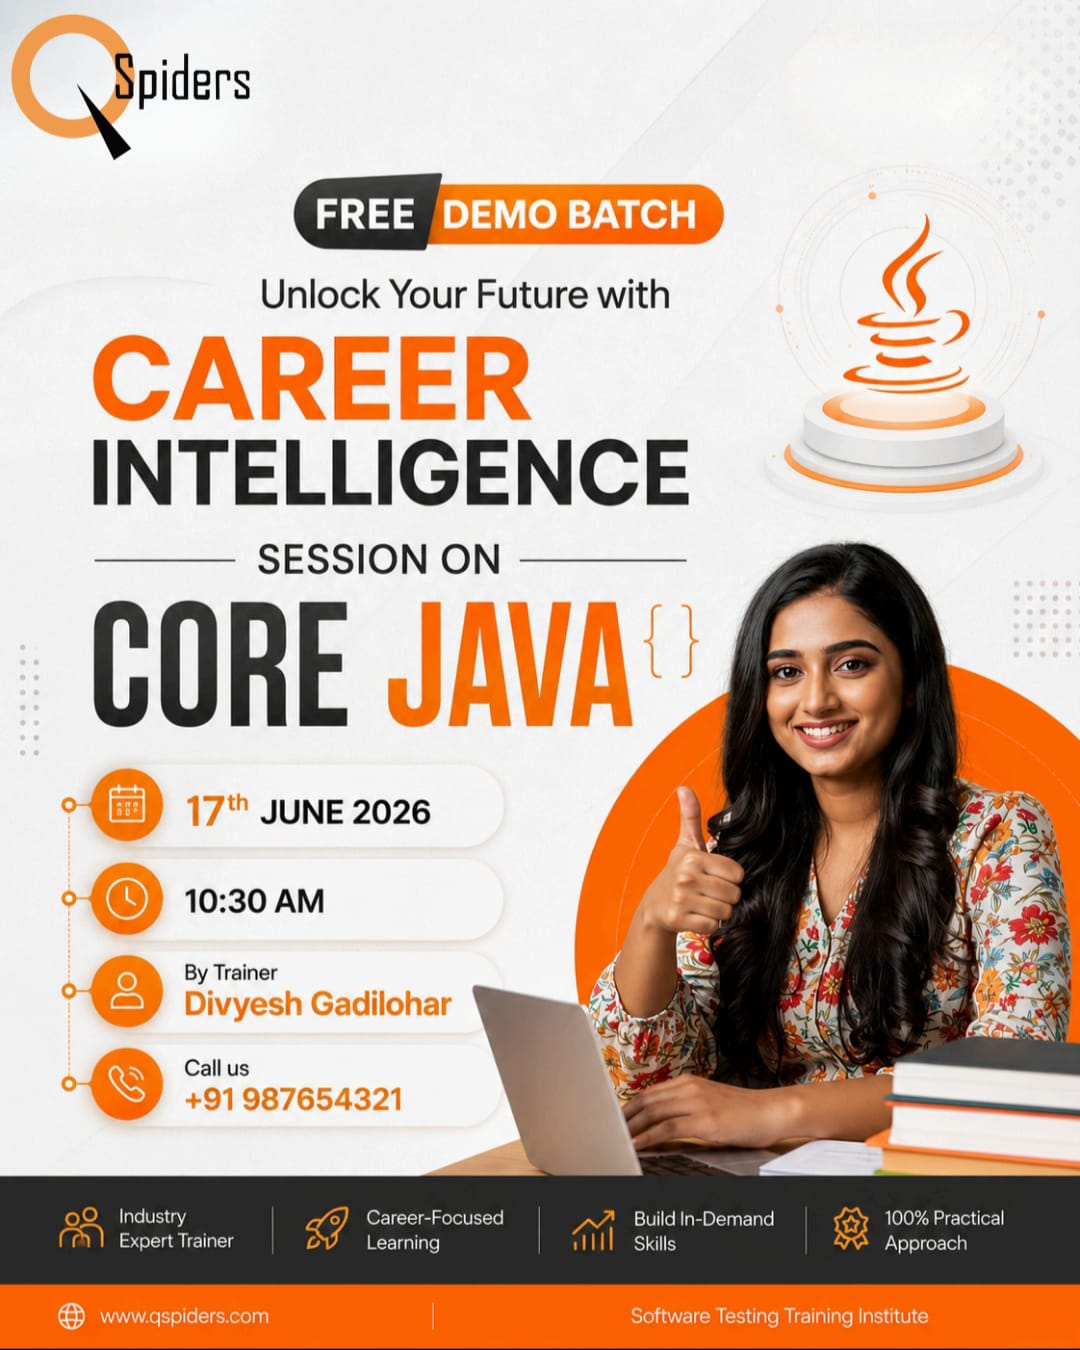 Q Spiders
FREE DEMO BATCH
Unlock Your Future with
CAREER
INTELLIGENCE
SESSION ON
CORE JAVA { }
17th JUNE 2026
10:30 AM
By Trainer
Divyesh Gadilohar
Call us
+91 987654321
Industry
Expert Trainer
Career-Focused
Learning
Build In-Demand
Skills
100% Practical
Approach
www.qspiders.com
Software Testing Training Institute